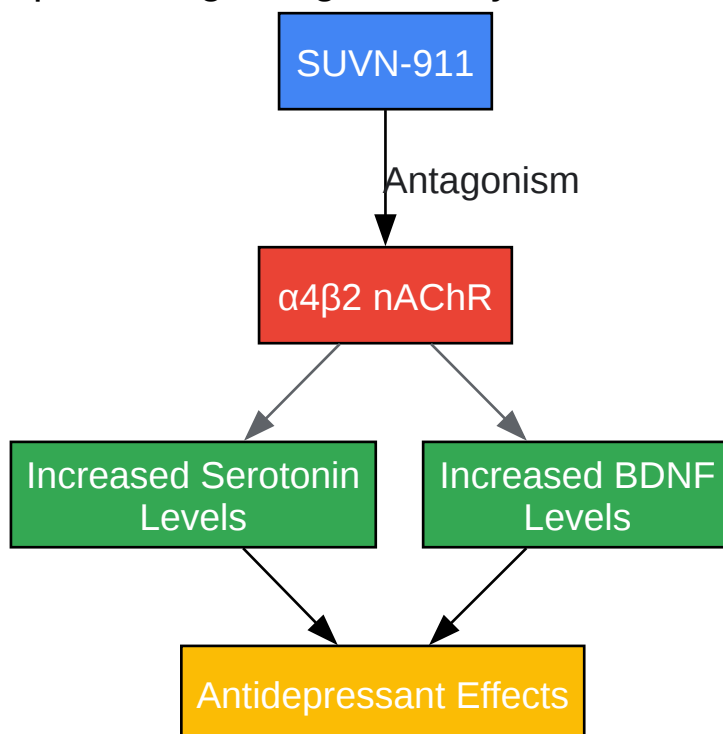 SUVN-911
Antagonism
α4β2 nAChR
Increased Serotonin
Levels
Increased BDNF
Levels
Antidepressant Effects